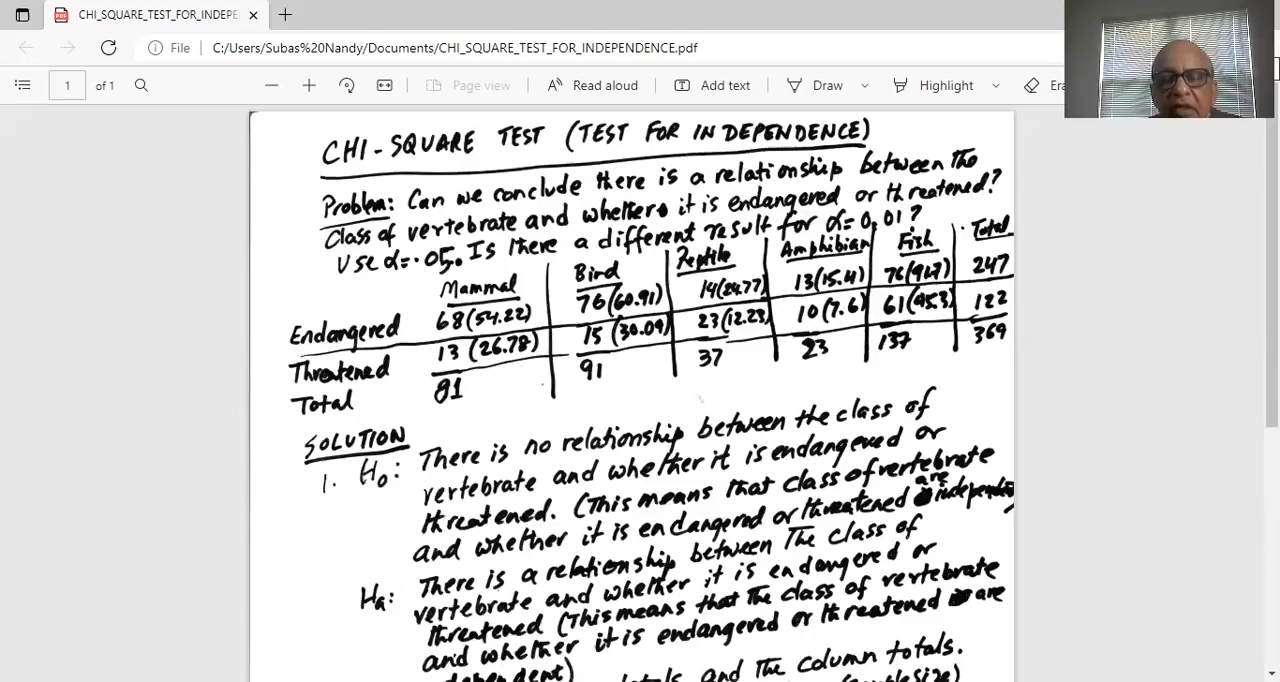 CHI_SQUARE_TEST_FOR_INDEPE
File C:/Users/Subas%20Nandy/Documents/CHI_SQUARE_TEST_FOR_INDEPENDENCE.pdf
1 of 1 Page view Read aloud Add text Draw Highlight Era
CHI-SQUARE TEST (TEST FOR INDEPENDENCE)
Problem: Can we conclude there is a relationship between the
class of vertebrate and whether it is endangered or threatened?
Use α=.05. Is there a different result for α=0.01?
Mammal Bird Reptile Amphibian Fish Total
Endangered 68(54.22) 76(60.91) 14(24.77) 13(15.4) 76(91.7) 247
Threatened 13(26.78) 15(30.09) 23(12.23) 10(7.6) 61(45.3) 122
Total 81 91 37 23 137 369
SOLUTION
1. H0: There is no relationship between the class of
vertebrate and whether it is endangered or
threatened. (This means that class of vertebrate
and whether it is endangered or threatened are
Ha: There is a relationship between The class of
vertebrate and whether it is endangered or
threatened (This means that the class of vertebrate
and whether it is endangered or threatened are
dependent)
and the column totals.